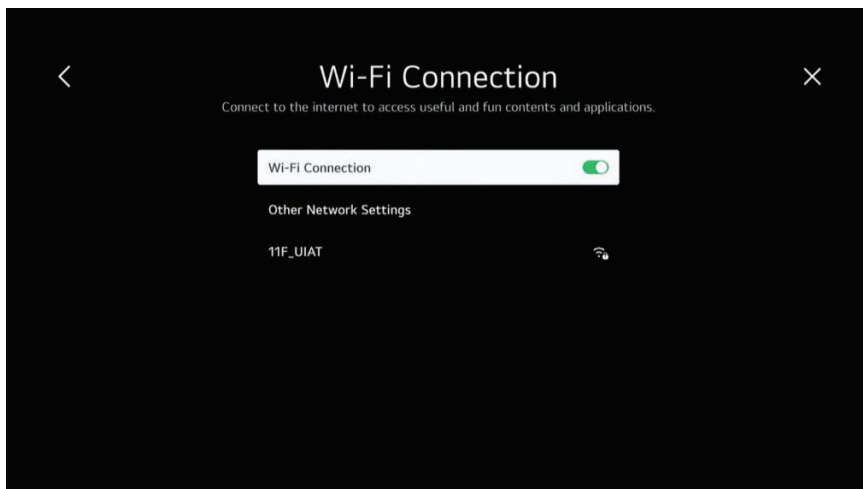 Wi-Fi Connection
Connect to the internet to access useful and fun contents and applications.
Wi-Fi Connection
Other Network Settings
11F_UIAT